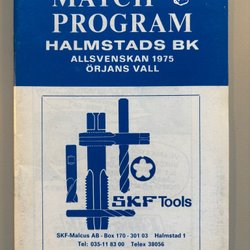 MATCH
PROGRAM
HALMSTADS BK
ALLSVENSKAN 1975
ÖRJANS VALL
SKF Tools
SKF-Malcus AB - Box 178 - 301 03 Halmstad 1
Tel: 035-11 83 00 Telex 38056